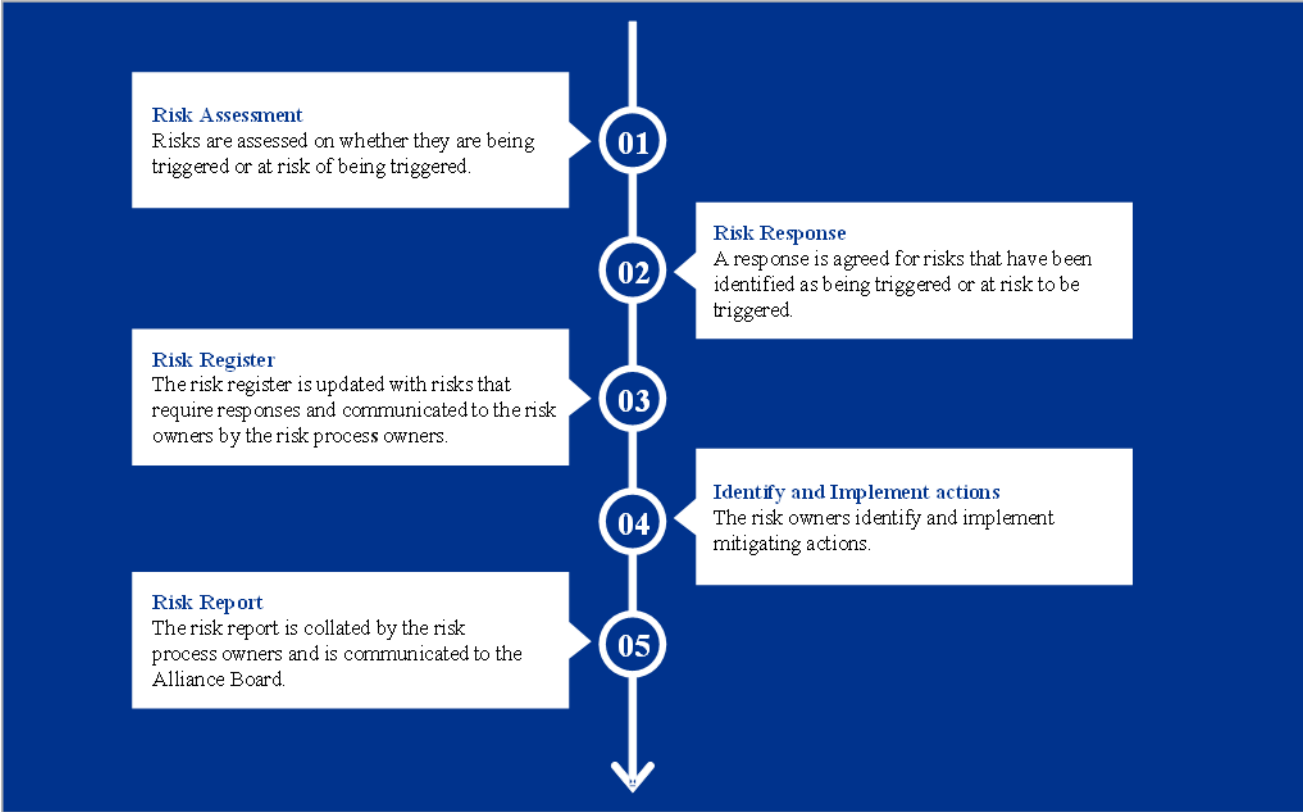 Risk Assessment
Risks are assessed on whether they are being
triggered or at risk of being triggered.
01
02
Risk Response
A response is agreed for risks that have been
identified as being triggered or at risk to be
triggered.
Risk Register
The risk register is updated with risks that
require responses and communicated to the risk
owners by the risk process owners.
03
04
Identify and Implement actions
The risk owners identify and implement
mitigating actions.
Risk Report
The risk report is collated by the risk
process owners and is communicated to the
Alliance Board.
05